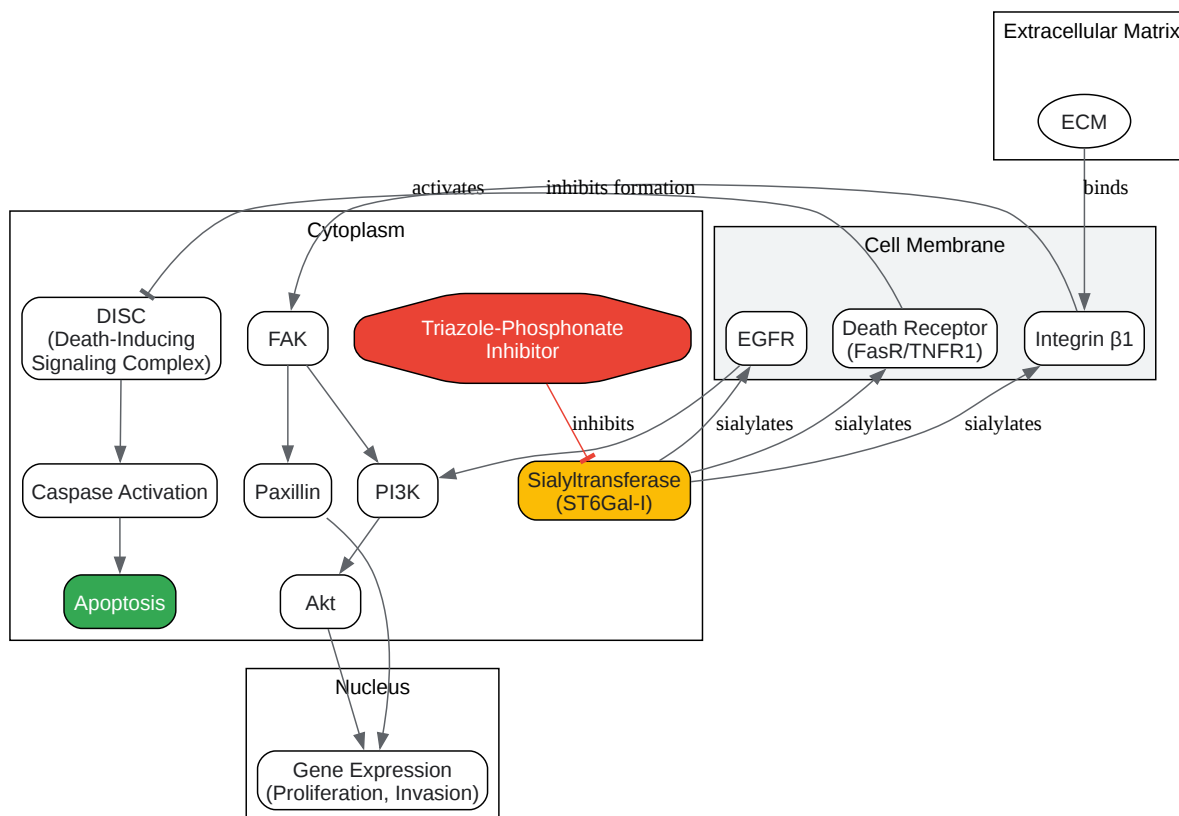 Extracellular Matrix
ECM
activates
inhibits formation
binds
Cytoplasm
Cell Membrane
DISC
(Death-Inducing
Signaling Complex)
FAK
Triazole-Phosphonate
Inhibitor
EGFR
Death Receptor
(FasR/TNFR1)
Integrin β1
inhibits
sialylates
sialylates
sialylates
Caspase Activation
Paxillin
PI3K
Sialyltransferase
(ST6Gal-I)
Apoptosis
Akt
Nucleus
Gene Expression
(Proliferation, Invasion)